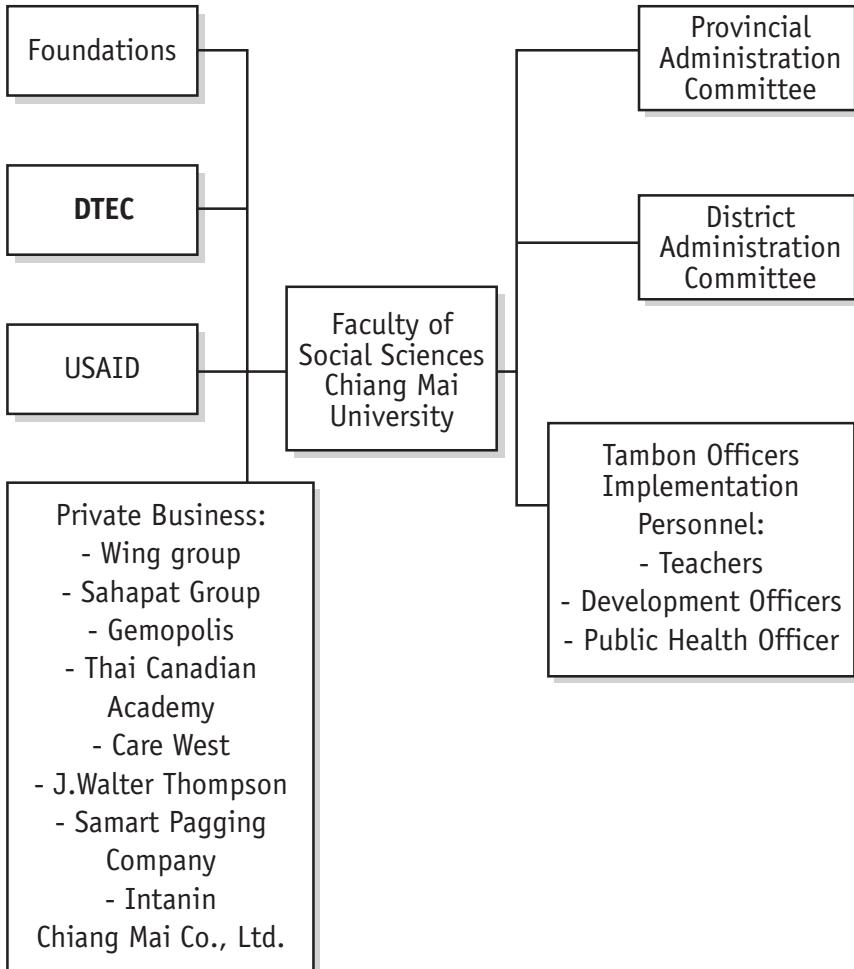 Foundations
DTEC
USAID
Private Business:
- Wing group
- Sahapat Group
- Gemopolis
- Thai Canadian
Academy
- Care West
- J.Walter Thompson
- Samart Pagging
Company
- Intanin
Chiang Mai Co., Ltd.
Faculty of
Social Sciences
Chiang Mai
University
Provincial
Administration
Committee
District
Administration
Committee
Tambon Officers
Implementation
Personnel:
- Teachers
- Development Officers
- Public Health Officer